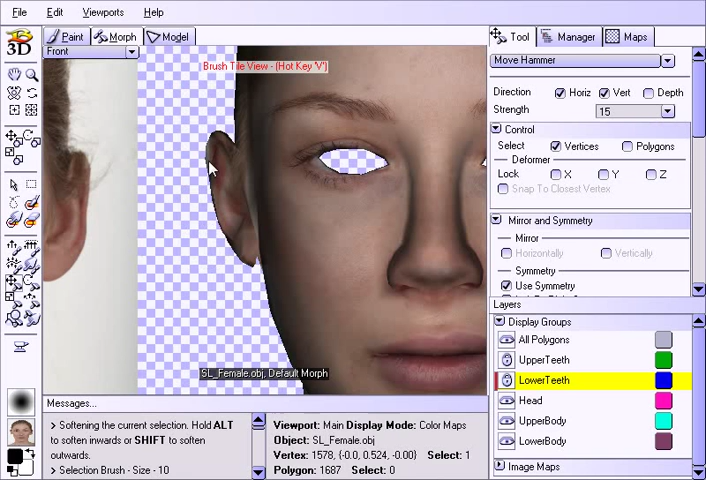 File Edit Viewports Help
3D
Paint Morph Model
Front
Brush Tile View - (Hot Key 'V')
SL_Female.obj, Default Morph
Messages...
> Softening the current selection. Hold ALT
to soften inwards or SHIFT to soften
outwards.
> Selection Brush - Size - 10
Viewport: Main Display Mode: Color Maps
Object: SL_Female.obj
Vertex: 1578, {-0.0, 0.524, -0.00} Select: 1
Polygon: 1687 Select: 0
Tool Manager Maps
Move Hammer
Direction Horiz Vert Depth
Strength 15
Control
Select Vertices Polygons
Deformer
Lock X Y Z
Snap To Closest Vertex
Mirror and Symmetry
Mirror
Horizontally Vertically
Symmetry
Use Symmetry
Layers
Display Groups
All Polygons
UpperTeeth
LowerTeeth
Head
UpperBody
LowerBody
Image Maps